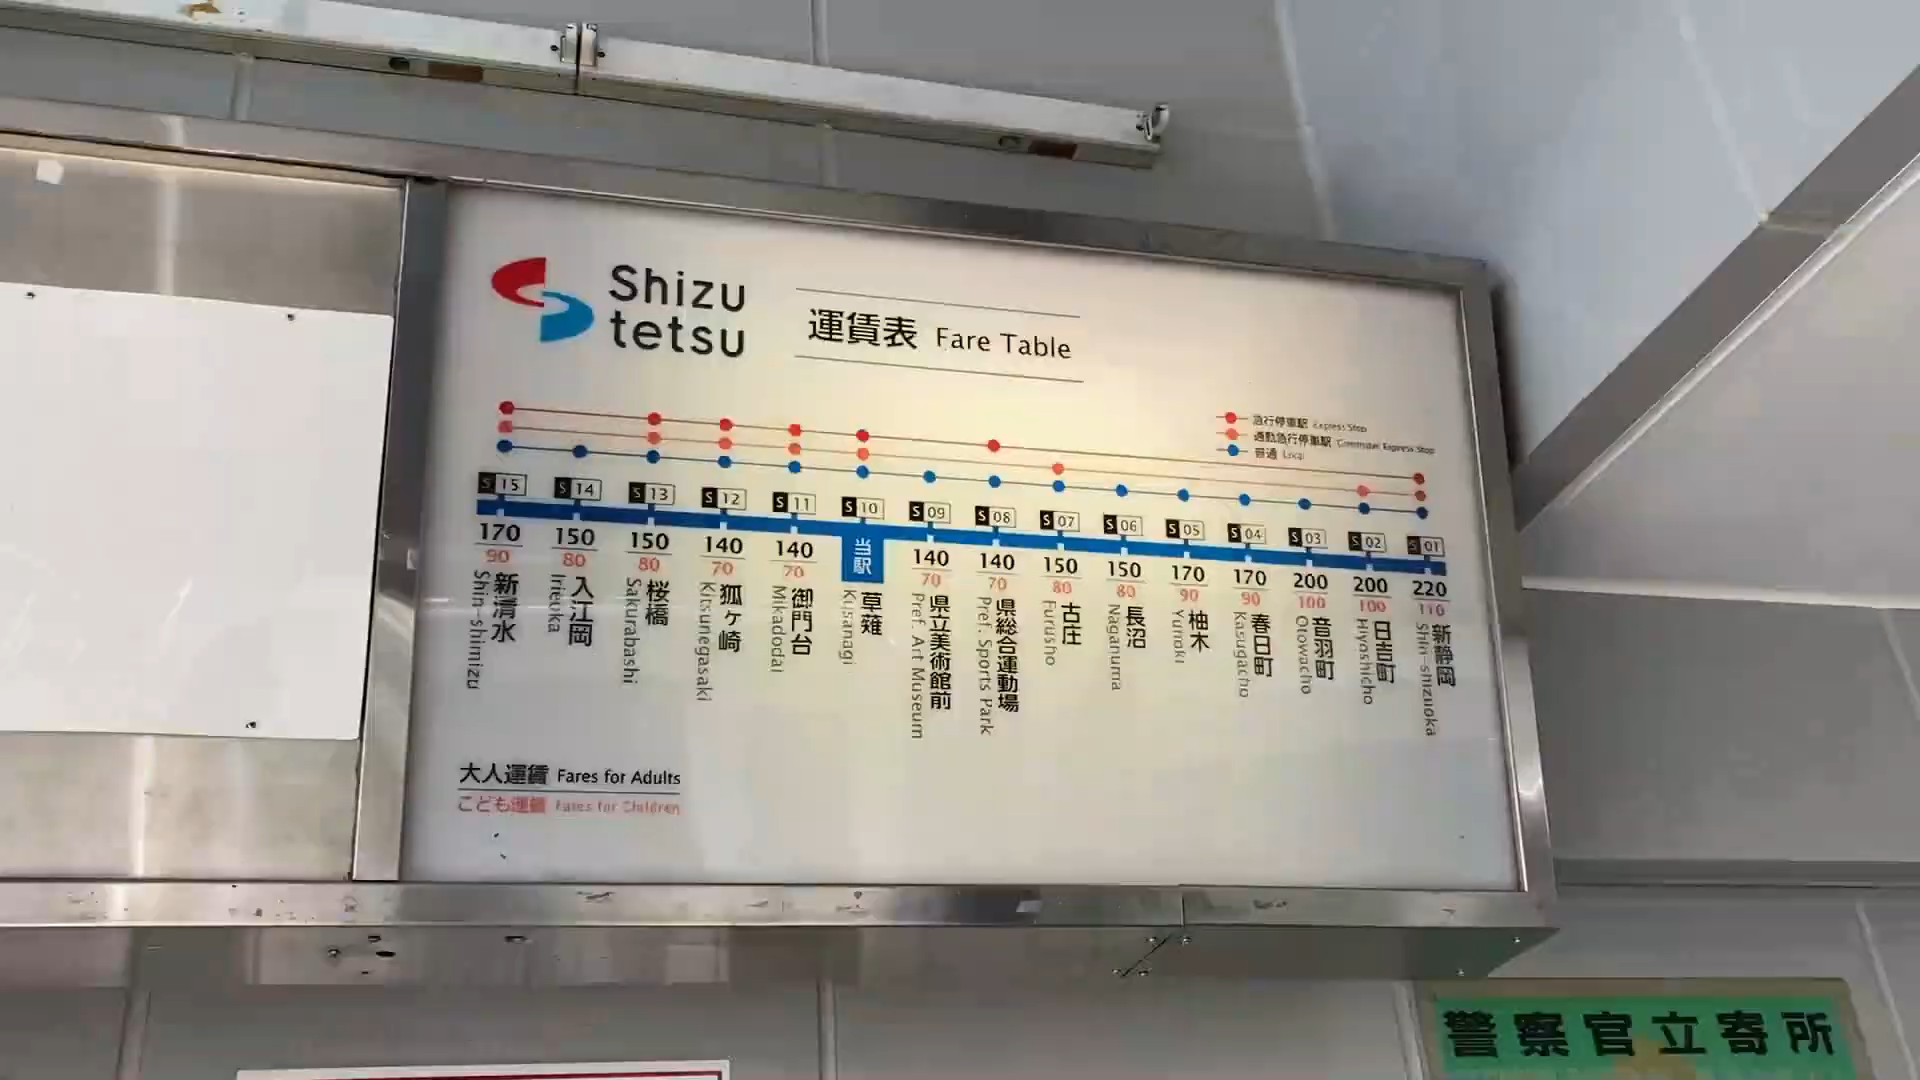 Shizu
tetsu
運賃表 Fare Table
急行停車駅 Express Stop
通勤急行停車駅 Commuter Express Stop
普通 Local
S 15 S 14 S 13 S 12 S 11 S 10 S 09 S 08 S 07 S 06 S 05 S 04 S 03 S 02 S 01
170 150 150 140 140 当駅 140 140 150 150 170 170 200 200 220
90 80 80 70 70 70 70 80 80 90 90 100 100 110
新清水 Shin-shimizu
入江岡 Irieoka
桜橋 Sakurabashi
狐ヶ崎 Kitsunegasaki
御門台 Mikadodai
草薙 Kusanagi
県立美術館前 Pref. Art Museum
県総合運動場 Pref. Sports Park
古庄 Furusho
長沼 Naganuma
柚木 Yunoki
春日町 Kasugacho
音羽町 Otowacho
日吉町 Hiyoshicho
新静岡 Shin-shizuoka
大人運賃 Fares for Adults
こども運賃 Fares for Children
警察官立寄所